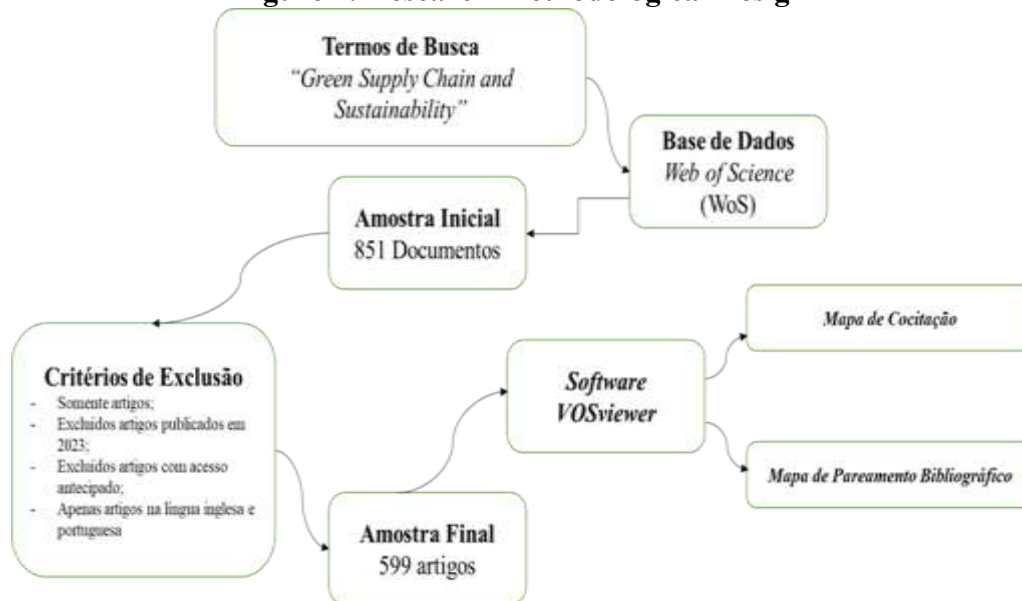 Termos de Busca
“Green Supply Chain and
Sustainability”
Base de Dados
Web of Science
(WoS)
Amostra Inicial
851 Documentos
Critérios de Exclusão
- Somente artigos;
- Excluídos artigos publicados em
2023;
- Excluídos artigos com acesso
antecipado;
- Apenas artigos na língua inglesa e
portuguesa
Amostra Final
599 artigos
Software
VOSviewer
Mapa de Cocitação
Mapa de Pareamento Bibliográfico